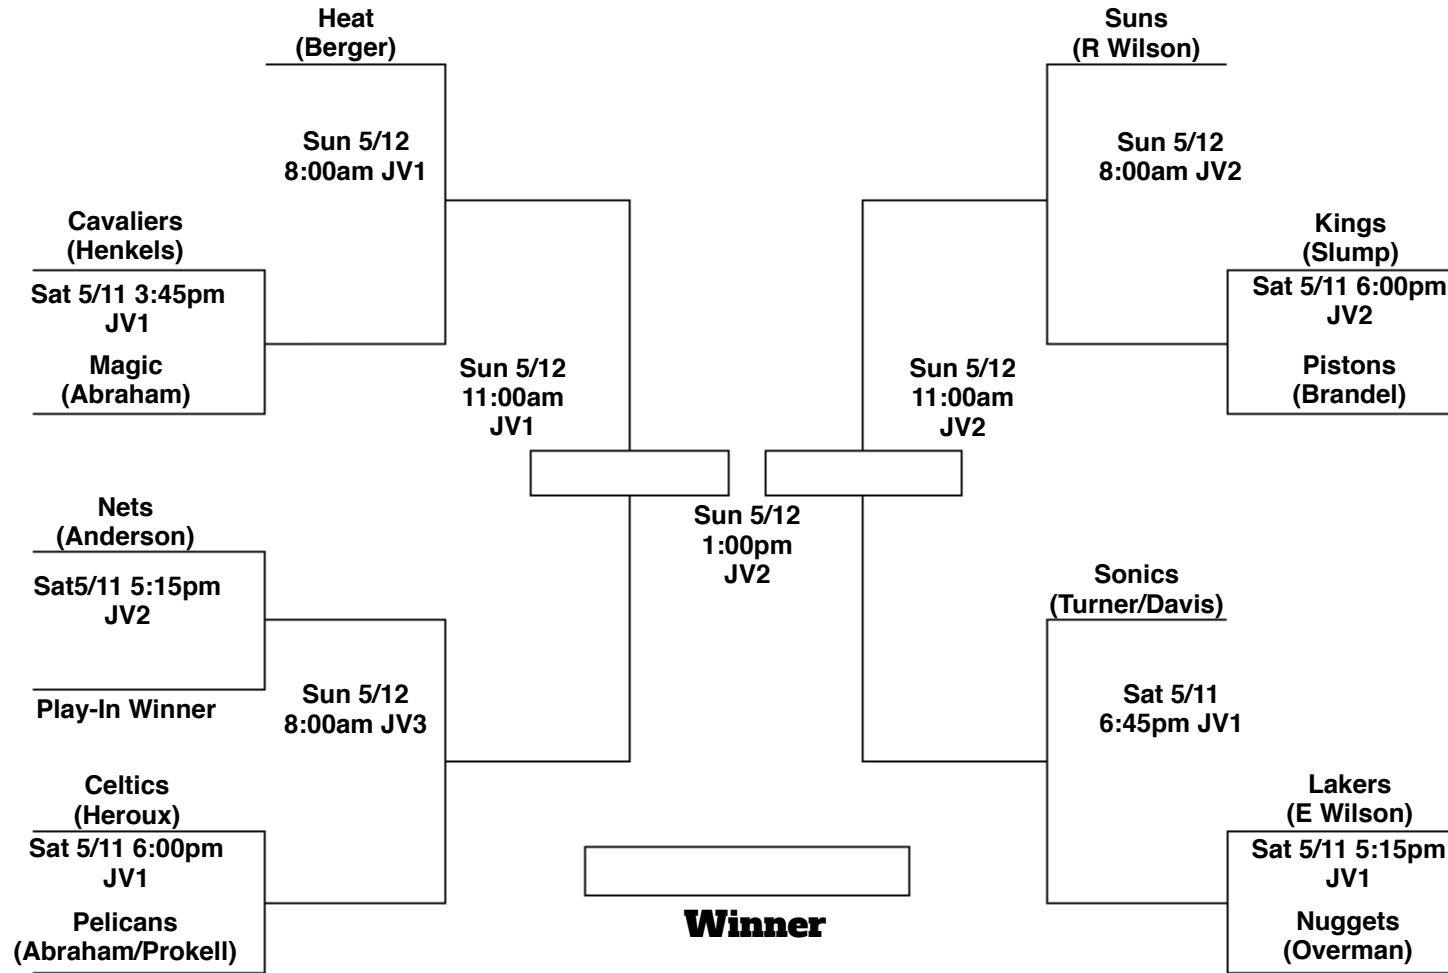 Heat
(Berger)
Sun 5/12
8:00am JV1
Cavaliers
(Henkels)
Sat 5/11 3:45pm
JV1
Magic
(Abraham)
Sun 5/12
11:00am
JV1
Nets
(Anderson)
Sat5/11 5:15pm
JV2
Play-In Winner
Sun 5/12
8:00am JV3
Celtics
(Heroux)
Sat 5/11 6:00pm
JV1
Pelicans
(Abraham/Prokell)
Sun 5/12
1:00pm
JV2
Winner
Suns
(R Wilson)
Sun 5/12
8:00am JV2
Kings
(Slump)
Sat 5/11 6:00pm
JV2
Pistons
(Brandel)
Sun 5/12
11:00am
JV2
Sonics
(Turner/Davis)
Sat 5/11
6:45pm JV1
Lakers
(E Wilson)
Sat 5/11 5:15pm
JV1
Nuggets
(Overman)